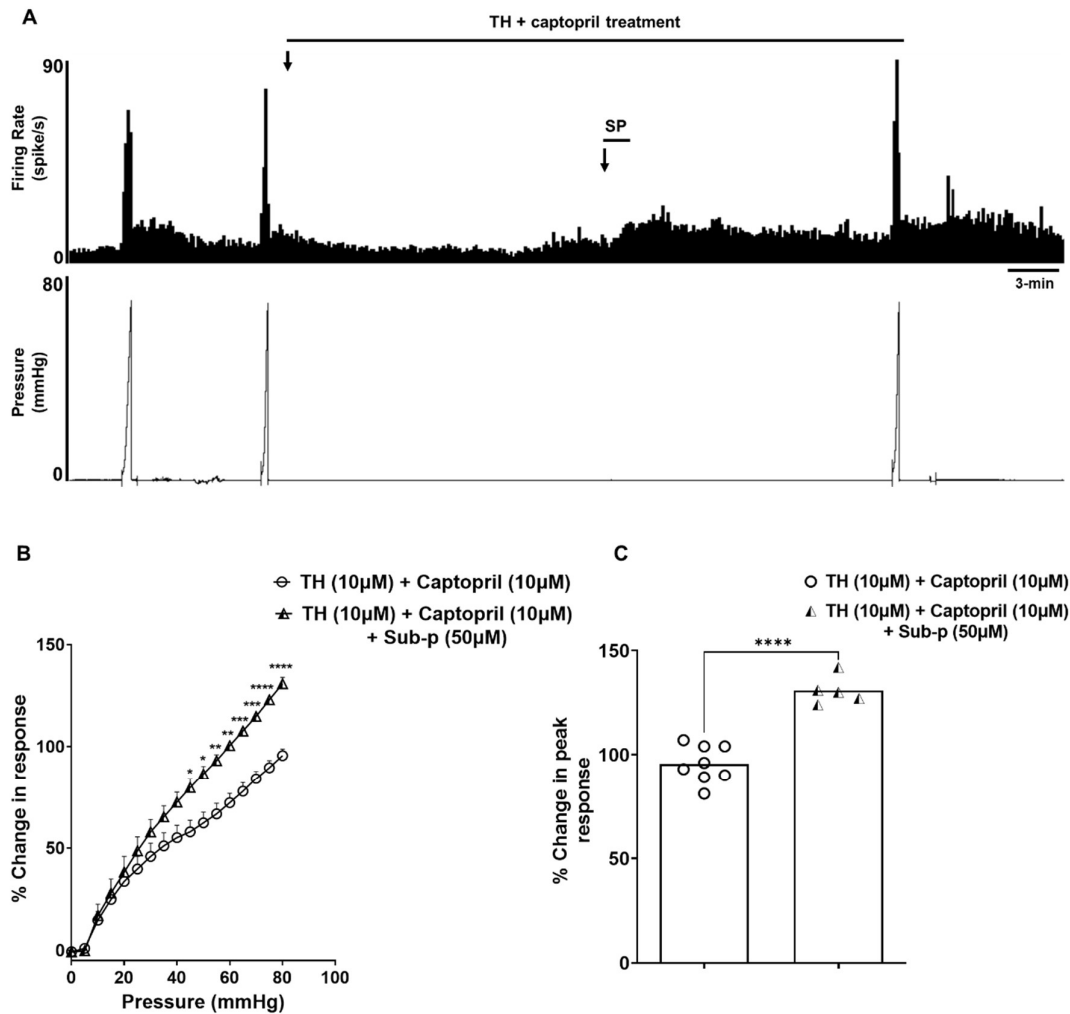 A
TH + captopril treatment
90
SP
Firing Rate
(spike/s)
0
3-min
80
Pressure
(mmHg)
0
B
TH (10µM) + Captopril (10µM)
TH (10µM) + Captopril (10µM)
+ Sub-p (50µM)
150
100
50
0
% Change in response
* * ** ** *** *** **** ****
0 20 40 60 80 100
Pressure (mmHg)
C
TH (10µM) + Captopril (10µM)
TH (10µM) + Captopril (10µM)
+ Sub-p (50µM)
****
150
100
50
0
% Change in peak
response